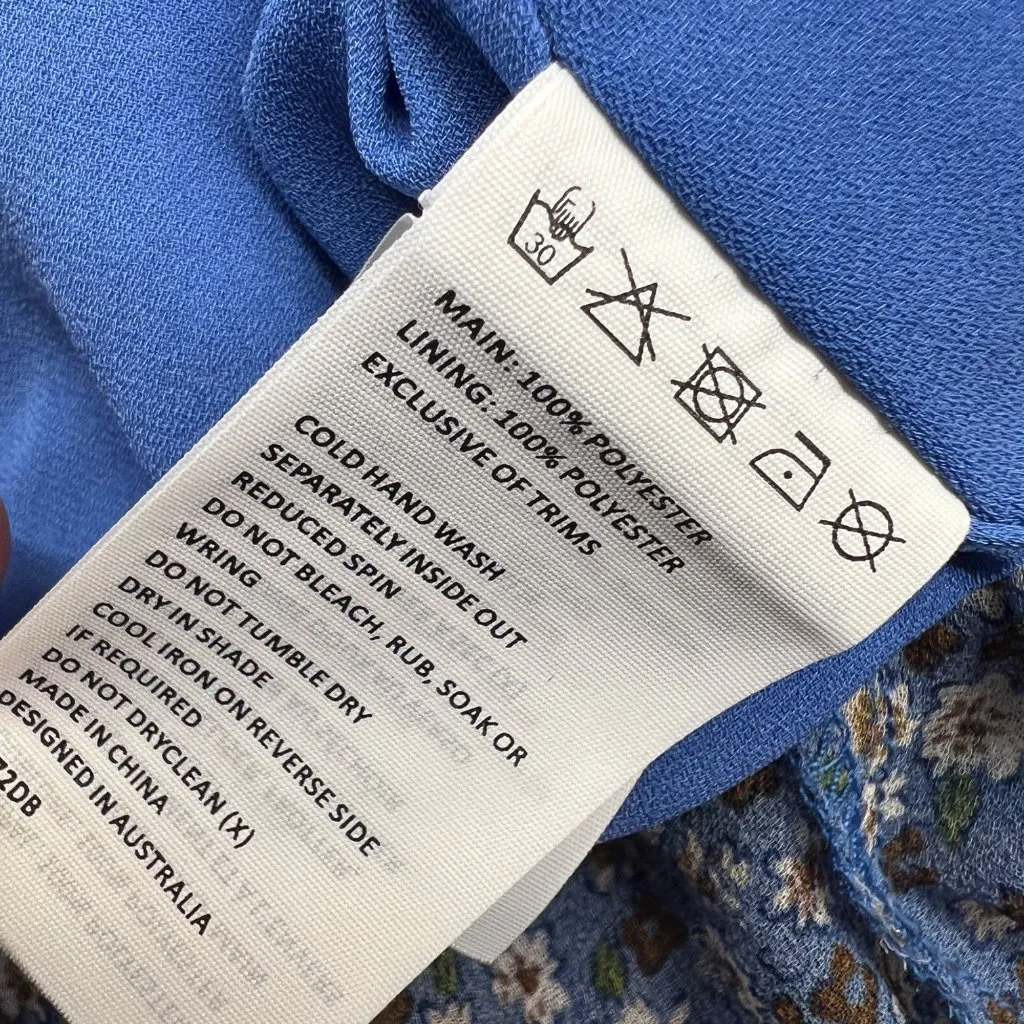 30
MAIN: 100% POLYESTER
LINING: 100% POLYESTER
EXCLUSIVE OF TRIMS
COLD HAND WASH
SEPARATELY INSIDE OUT
REDUCED SPIN
DO NOT BLEACH, RUB, SOAK OR
WRING
DO NOT TUMBLE DRY
DRY IN SHADE
COOL IRON ON REVERSE SIDE
IF REQUIRED
DO NOT DRYCLEAN (X)
MADE IN CHINA
DESIGNED IN AUSTRALIA